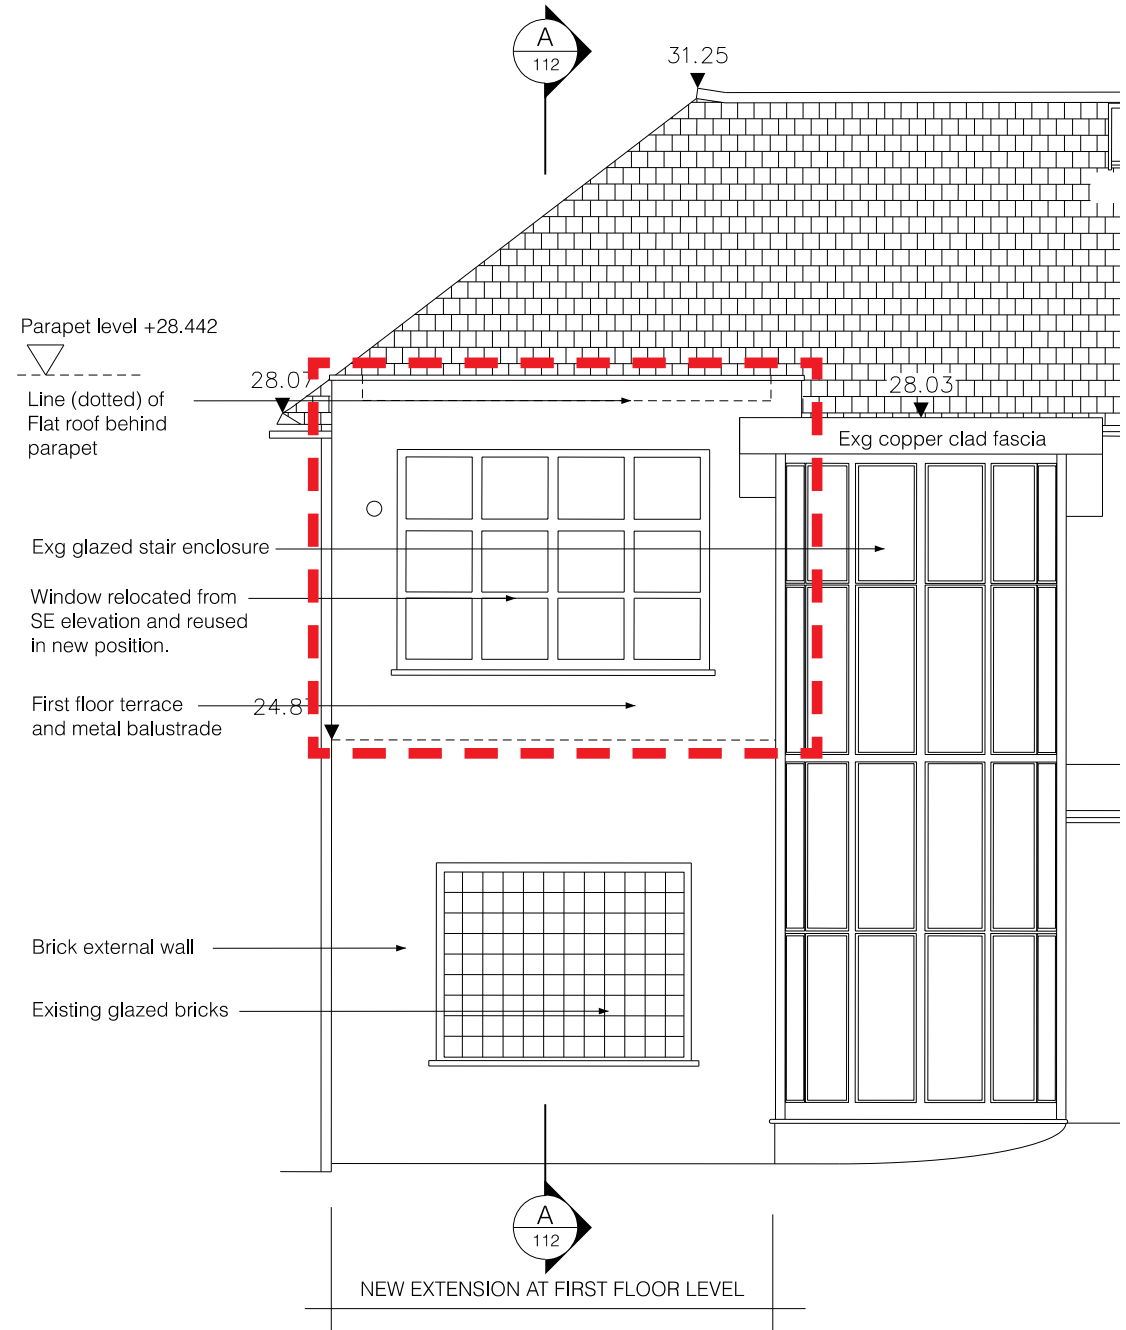 A
112
31.25
Parapet level +28.442
28.07
Line (dotted) of
Flat roof behind
parapet
28.03
Exg copper clad fascia
Exg glazed stair enclosure
Window relocated from
SE elevation and reused
in new position.
First floor terrace
and metal balustrade
24.8
Brick external wall
Existing glazed bricks
A
112
NEW EXTENSION AT FIRST FLOOR LEVEL